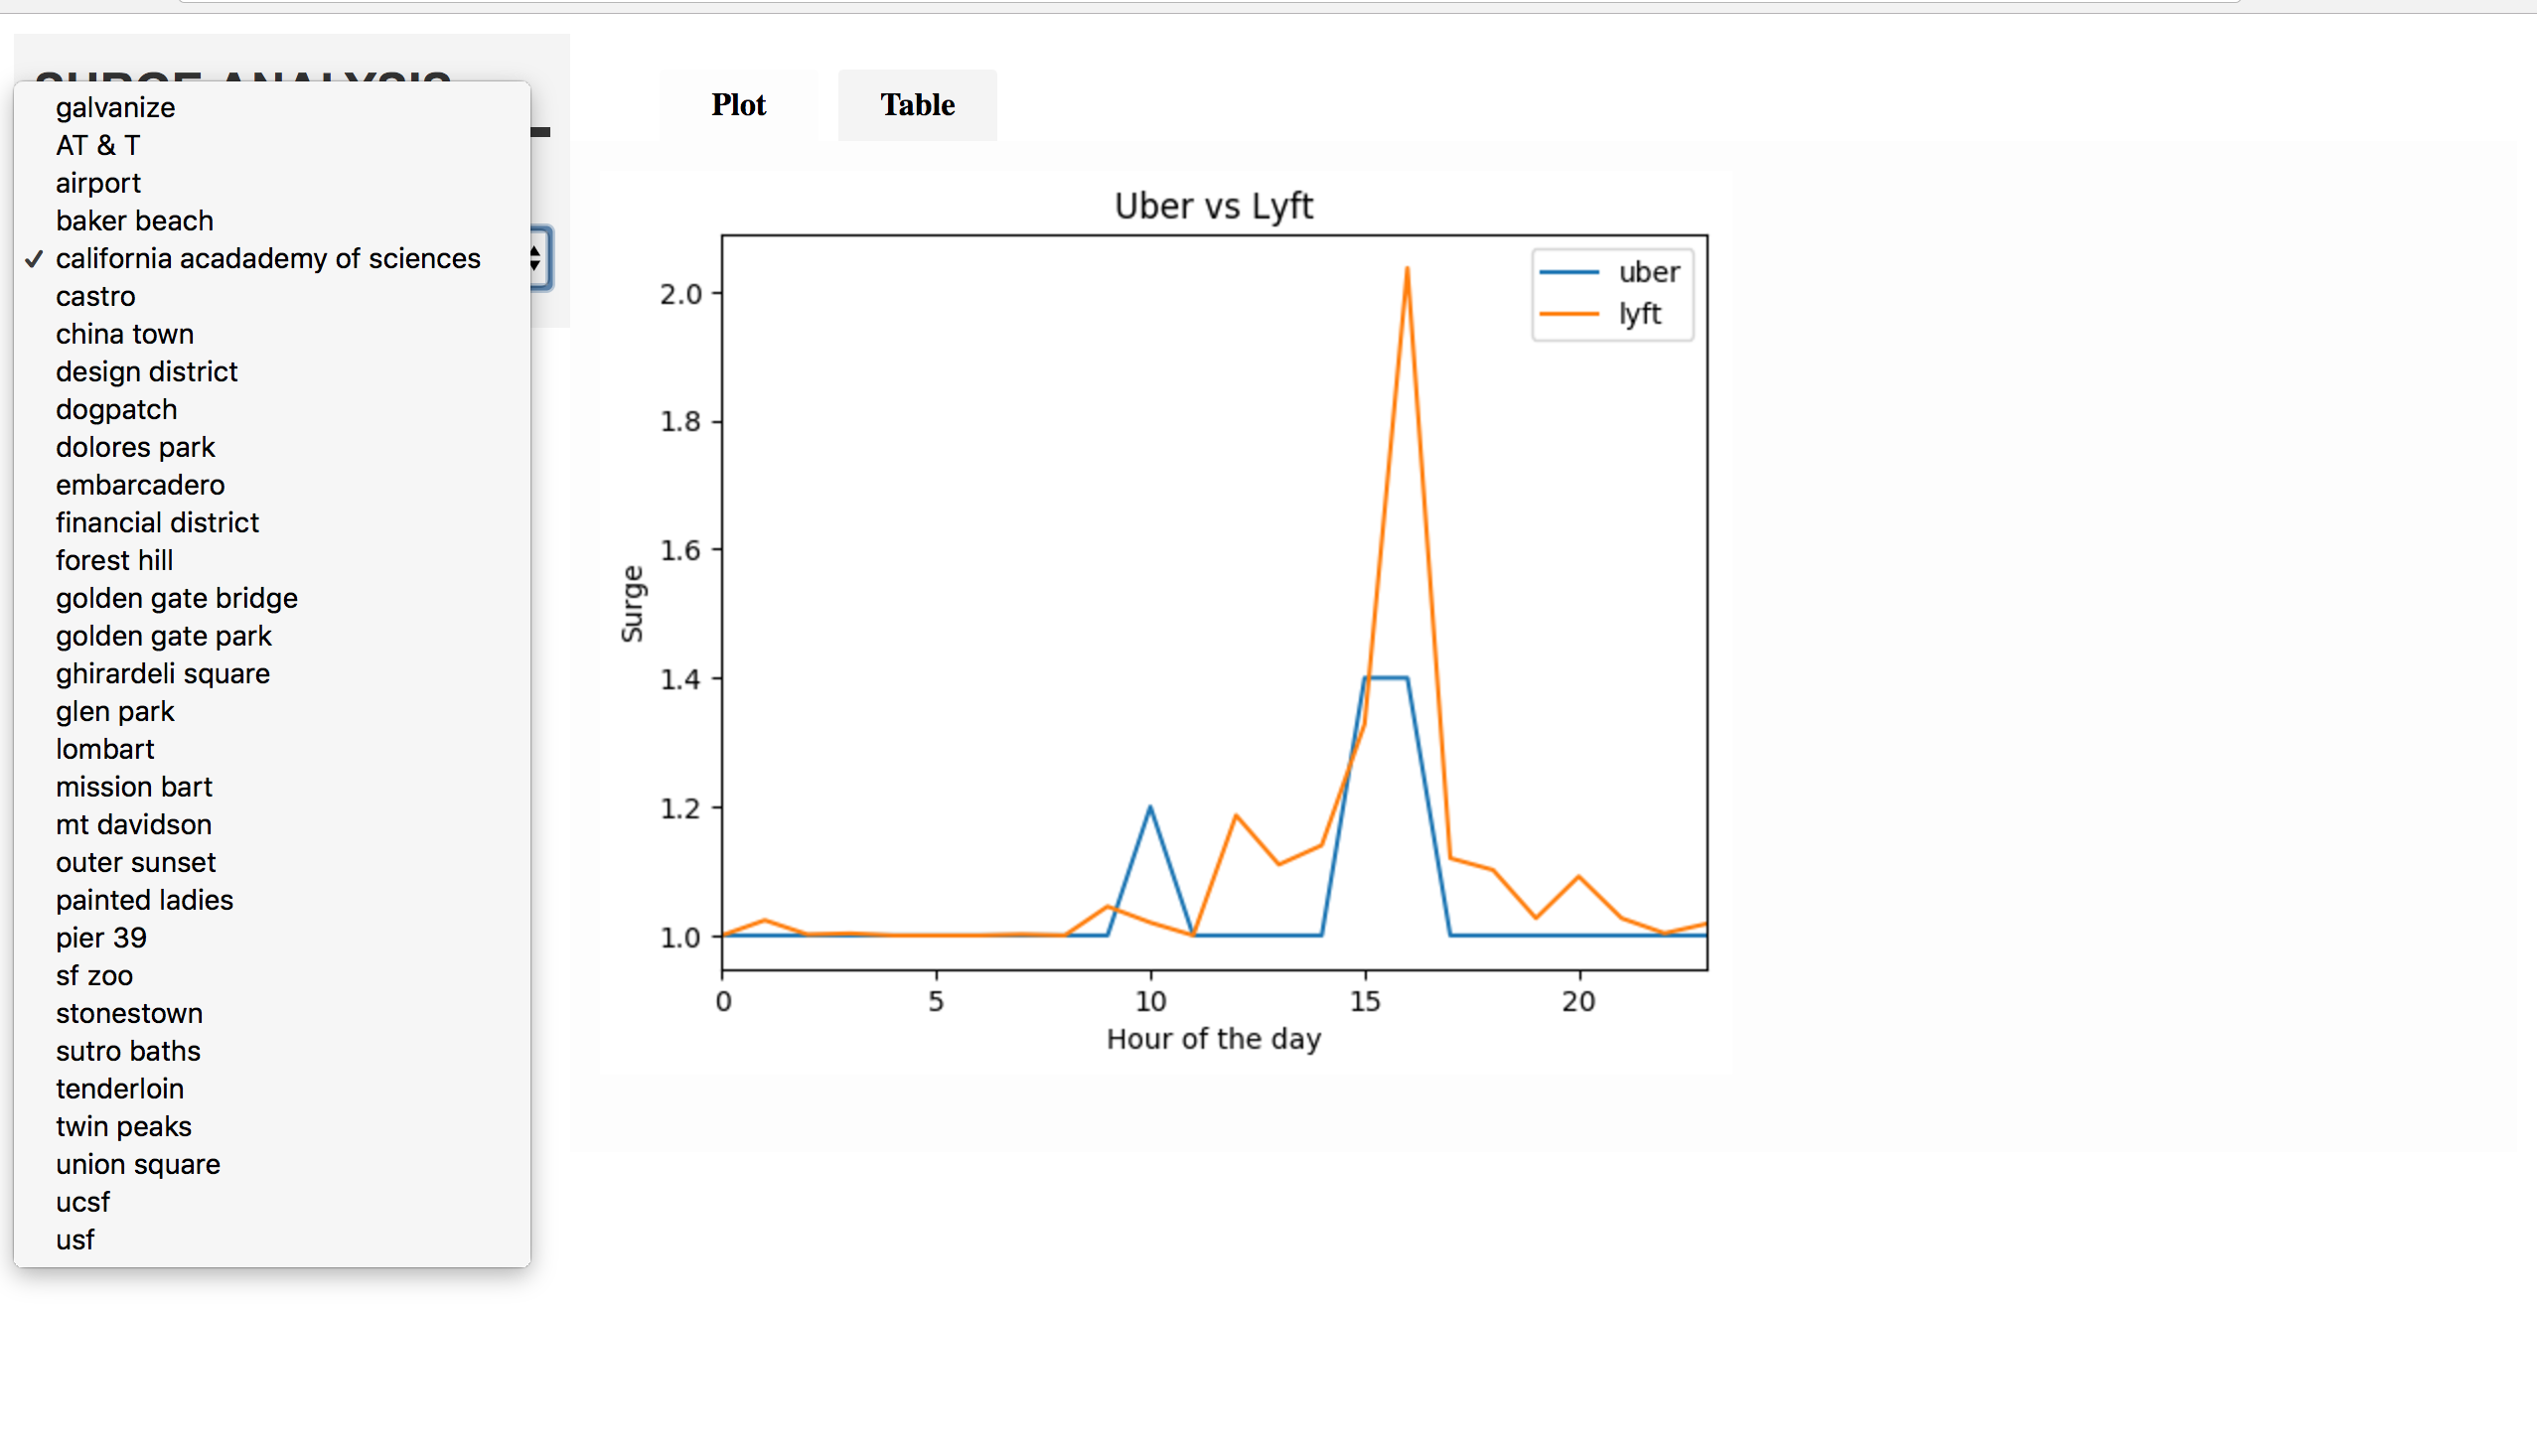 SURGE ANALYSIS
galvanize
AT & T
airport
baker beach
✓ california acadademy of sciences
castro
china town
design district
dogpatch
dolores park
embarcadero
financial district
forest hill
golden gate bridge
golden gate park
ghirardeli square
glen park
lombart
mission bart
mt davidson
outer sunset
painted ladies
pier 39
sf zoo
stonestown
sutro baths
tenderloin
twin peaks
union square
ucsf
usf
Plot Table
Uber vs Lyft
uber
lyft
2.0
1.8
1.6
1.4
1.2
1.0
Surge
0 5 10 15 20
Hour of the day